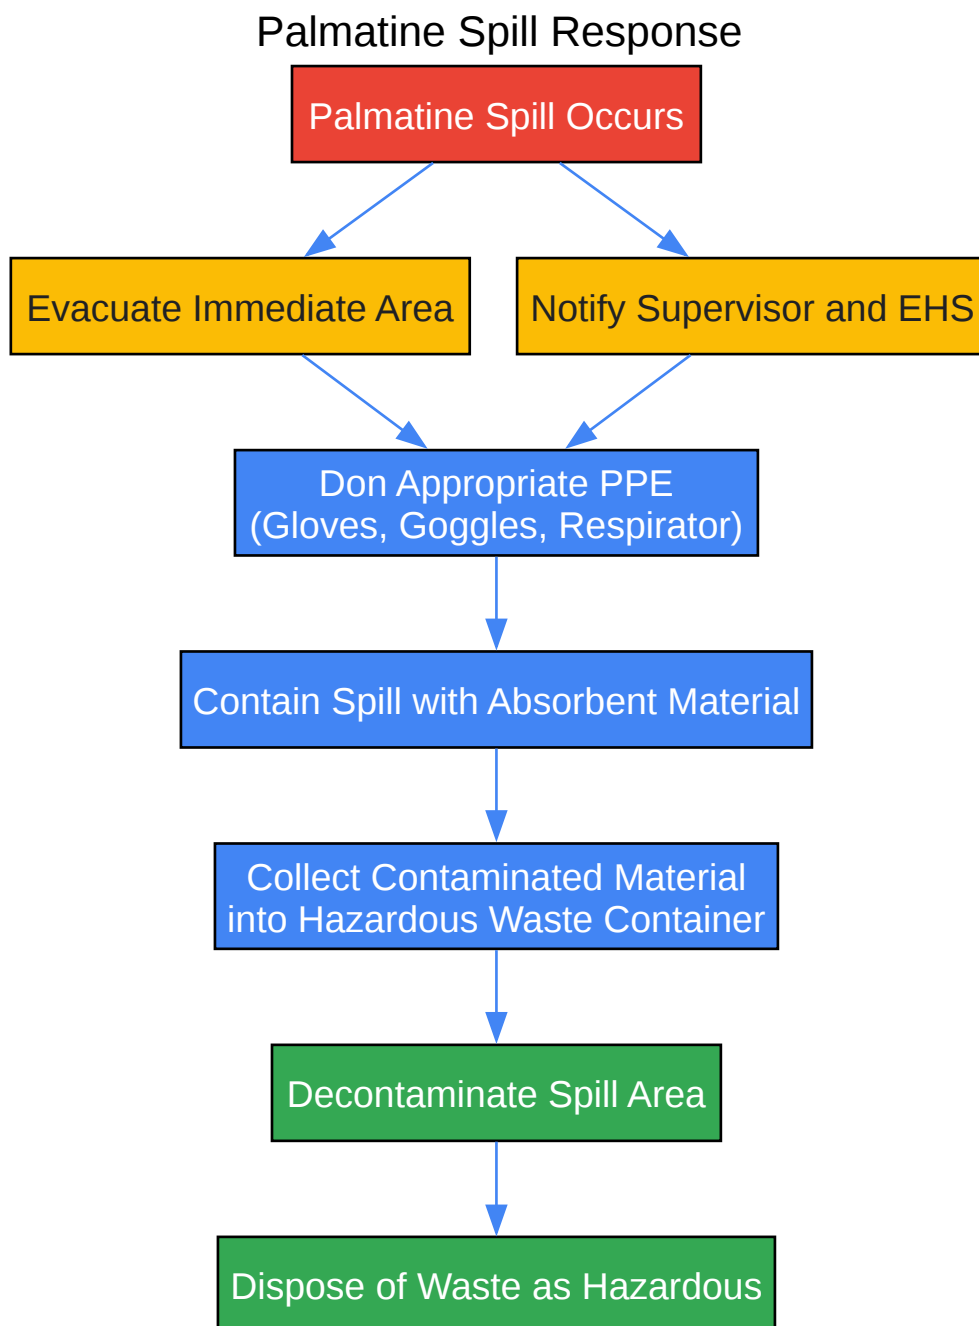 Palmatine Spill Response
Palmatine Spill Occurs
Evacuate Immediate Area
Notify Supervisor and EHS
Don Appropriate PPE
(Gloves, Goggles, Respirator)
Contain Spill with Absorbent Material
Collect Contaminated Material
into Hazardous Waste Container
Decontaminate Spill Area
Dispose of Waste as Hazardous